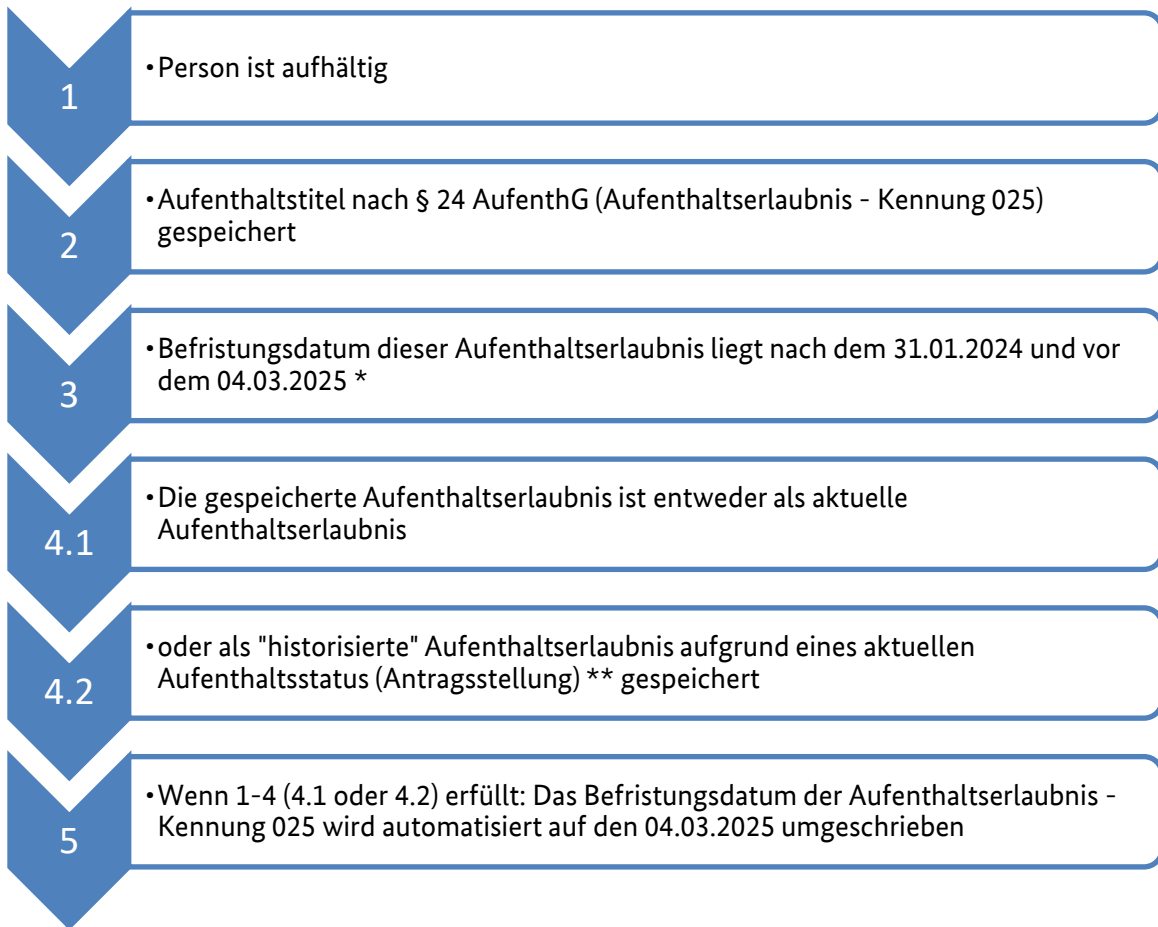 1
•Person ist aufhältig
2
•Aufenthaltstitel nach § 24 AufenthG (Aufenthaltserlaubnis - Kennung 025)
gespeichert
3
•Befristungsdatum dieser Aufenthaltserlaubnis liegt nach dem 31.01.2024 und vor
dem 04.03.2025 *
4.1
•Die gespeicherte Aufenthaltserlaubnis ist entweder als aktuelle
Aufenthaltserlaubnis
4.2
•oder als "historisierte" Aufenthaltserlaubnis aufgrund eines aktuellen
Aufenthaltsstatus (Antragsstellung) ** gespeichert
5
•Wenn 1-4 (4.1 oder 4.2) erfüllt: Das Befristungsdatum der Aufenthaltserlaubnis -
Kennung 025 wird automatisiert auf den 04.03.2025 umgeschrieben